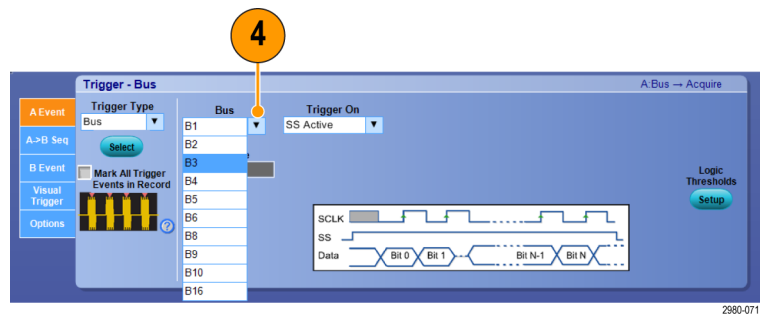 4
Trigger - Bus
A:Bus → Acquire
A Event
A->B Seq
B Event
Visual
Trigger
Options
Trigger Type
Bus
Select
Mark All Trigger
Events in Record
?
Bus
B1
B2
B3
B4
B5
B6
B8
B9
B10
B16
Trigger On
SS Active
SCLK
SS
Data
Bit 0
Bit 1
Bit N-1
Bit N
Logic
Thresholds
Setup
2980-071